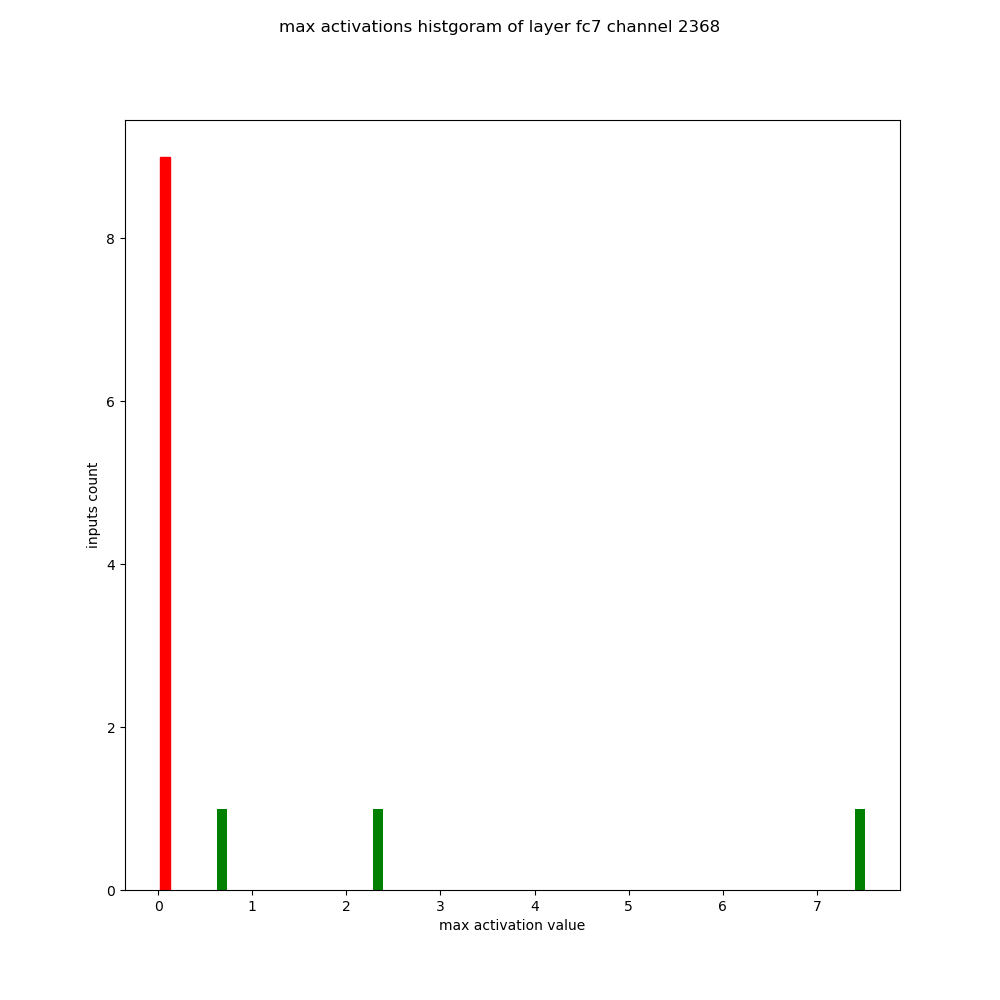 max activations histgoram of layer fc7 channel 2368
8
6
4
2
0
inputs count
0 1 2 3 4 5 6 7
max activation value